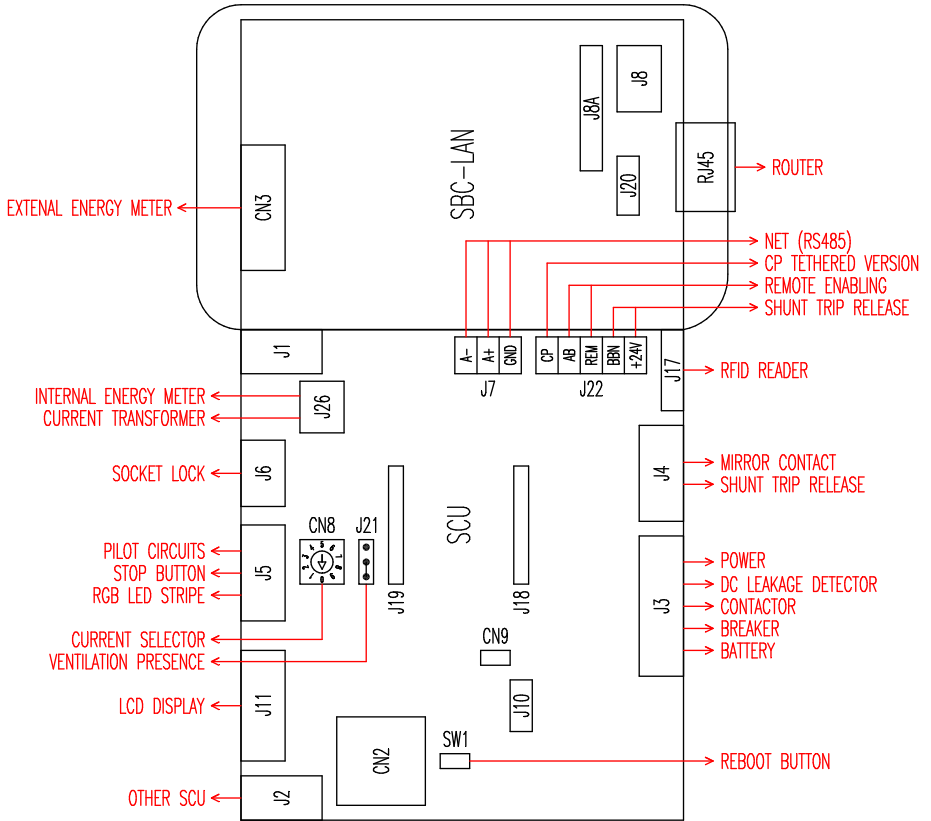 J8
J8A
SBC-LAN
RJ45
ROUTER
J20
EXTENAL ENERGY METER
CN3
NET (RS485)
CP TETHERED VERSION
REMOTE ENABLING
SHUNT TRIP RELEASE
J1
A-
A+
GND
CP
AB
REM
BBN
+24V
J17
RFID READER
J7
J22
INTERNAL ENERGY METER
CURRENT TRANSFORMER
J26
SOCKET LOCK
J6
J4
MIRROR CONTACT
SHUNT TRIP RELEASE
SCU
CN8
J21
PILOT CIRCUITS
STOP BUTTON
RGB LED STRIPE
J5
J19
J18
J3
POWER
DC LEAKAGE DETECTOR
CONTACTOR
BREAKER
BATTERY
CURRENT SELECTOR
VENTILATION PRESENCE
CN9
LCD DISPLAY
J11
J10
SW1
CN2
REBOOT BUTTON
OTHER SCU
J2